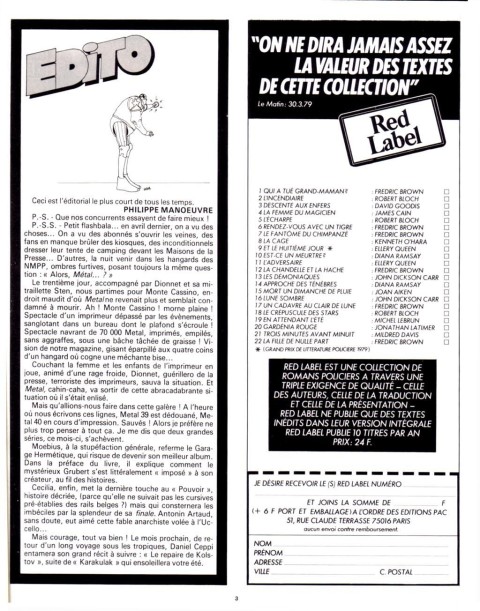 EDITO
Ceci est l'éditorial le plus court de tous les temps.
PHILIPPE MANOEUVRE
P.-S. - Que nos concurrents essayent de faire mieux !
P.-S.S. - Petit flashbala... en avril dernier, on a vu des
choses... On a vu des abonnés s'ouvrir les veines, des
fans en manque brûler des kiosques, des inconditionnels
dresser leur tente de camping devant les Maisons de la
Presse... D'autres, la nuit venir dans les hangards des
NMPP, ombres furtives, posant toujours la même ques-
tion : « Alors, Métal... ? »
Le trentième jour, accompagné par Dionnet et sa mi-
traillette Sten, nous partimes pour Monte Cassino, en-
droit maudit d'où Metal ne revenait plus et semblait con-
damné à mourir. Ah ! Monte Cassino ! morne plaine !
Spectacle d'un imprimeur dépassé par les évènements,
sanglotant dans un bureau dont le plafond s'écroule !
Spectacle navrant de 70 000 Metal, imprimés, empilés,
sans aggraffes, sous une bâche tâchée de graisse ! Vi-
sion de notre magazine, gisant éparpillé aux quatre coins
d'un hangard où cogne une méchante bise...
Couchant la femme et les enfants de l'imprimeur en
joue, animé d'une rage froide, Dionnet, guérilero de la
presse, terroriste des imprimeurs, sauva la situation. Et
Metal, cahin-caha, va sortir de cette abracadabrante si-
tuation où il s'était enlisé.
Mais qu'allions-nous faire dans cette galère ! A l'heure
où nous écrivons ces lignes, Metal 39 est dédouané, Me-
tal 40 en cours d'impression. Sauvés ! Alors je préfère ne
plus trop penser à tout ca. Je me dis que deux grandes
séries, ce mois-ci, s'achèvent.
Moebius, à la stupéfaction générale, referme le Gara-
ge Hermétique, qui risque de devenir son meilleur album.
Dans la préface du livre, il explique comment le
mystérieux Grubert s'est littéralement « imposé » à son
créateur, au fil des histoires.
Cecilia, enfin, met la dernière touche au « Pouvoir »,
histoire décriée, (parce qu'elle ne suivait pas les cursives
pré-établies des rails belges ?) mais qui consternera les
imbéciles par la splendeur de sa finale. Antonin Artaud,
sans doute, eut aimé cette fable anarchiste volée à l'Uc-
cello...
Mais courage, tout va bien ! Le mois prochain, de re-
tour d'un long voyage sous les tropiques, Daniel Ceppi
entamera son grand récit à suivre : « Le repaire de Kols-
tov », suite de « Karakulak » qui ensoleillera votre été.
"ON NE DIRA JAMAIS ASSEZ
LA VALEUR DES TEXTES
DE CETTE COLLECTION"
Le Matin : 30.3.79
Red
Label
1 QUI A TUÉ GRAND-MAMAN? : FREDRIC BROWN
2 L'INCENDIAIRE : ROBERT BLOCH
3 DESCENTE AUX ENFERS : DAVID GOODIS
4 LA FEMME DU MAGICIEN : JAMES CAIN
5 L'ECHARPE : ROBERT BLOCH
6 RENDEZ-VOUS AVEC UN TIGRE : FREDRIC BROWN
7 LE FANTÔME DU CHIMPANZÉ : FREDRIC BROWN
8 LA CAGE : KENNETH O'HARA
9 ET LE HUITIÈME JOUR * : ELLERY QUEEN
10 EST-CE UN MEURTRE? : DIANA RAMSAY
11 L'ADVERSAIRE : ELLERY QUEEN
12 LA CHANDELLE ET LA HACHE : FREDRIC BROWN
13 LES DÉMONIAQUES : JOHN DICKSON CARR
14 APPROCHE DES TÉNÈBRES : DIANA RAMSAY
15 MORT UN DIMANCHE DE PLUIE : JOAN AIKEN
16 LUNE SOMBRE : JOHN DICKSON CARR
17 UN CADAVRE AU CLAIR DE LUNE : FREDRIC BROWN
18 LE CREPUSCULE DES STARS : ROBERT BLOCH
19 EN ATTENDANT L'ÉTÉ : MICHEL LEBRUN
20 GARDENIA ROUGE : JONATHAN LATIMER
21 TROIS MINUTES AVANT MINUIT : MILDRED DAVIS
22 LA FILLE DE NULLE PART : FREDRIC BROWN
* (GRAND PRIX DE LITTERATURE POLICIERE 1979)
RED LABEL EST UNE COLLECTION DE
ROMANS POLICIERS A TRAVERS UNE
TRIPLE EXIGENCE DE QUALITÉ – CELLE
DES AUTEURS, CELLE DE LA TRADUCTION
ET CELLE DE LA PRÉSENTATION –
RED LABEL NE PUBLIE QUE DES TEXTES
INÉDITS DANS LEUR VERSION INTÉGRALE
RED LABEL PUBLIE 10 TITRES PAR AN
PRIX : 24 F.
JE DÉSIRE RECEVOIR LE (S) RED LABEL NUMÉRO
ET JOINS LA SOMME DE F
(+ 6 F PORT ET EMBALLAGE) A L'ORDRE DES EDITIONS PAC
51, RUE CLAUDE TERRASSE 75016 PARIS
aucun envoi contre remboursement.
NOM
PRÉNOM
ADRESSE
VILLE C. POSTAL
3